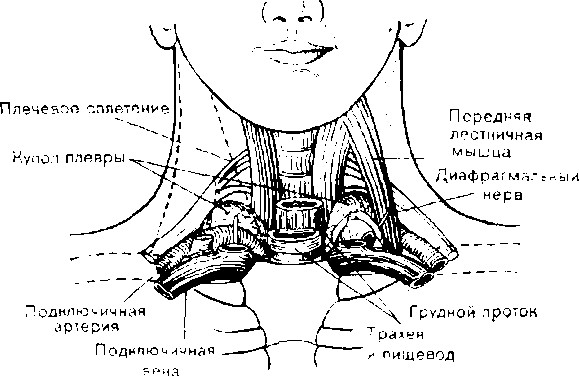 Плечевое сплетение
Купол плевры
Передняя
лестничная
мышца
Диафрагмальный
нерв
Подключичная
артерия
Подключичная
вена
Грудной проток
Трахея
и пищевод